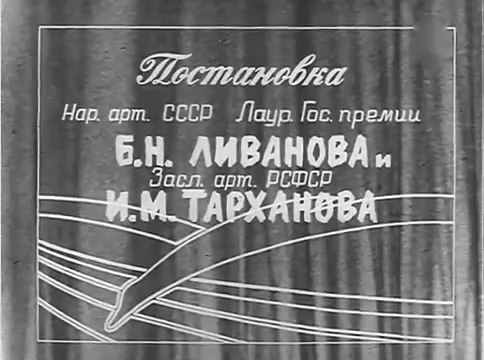 Постановка
Нар. арт. СССР Лаур. Гос. премии
Б.Н. ЛИВАНОВА и
Засл. арт. РСФСР
И.М. ТАРХАНОВА